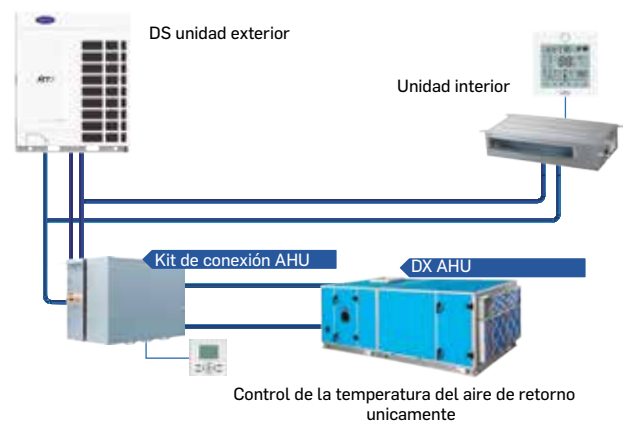 DS unidad exterior
Unidad interior
Kit de conexión AHU
DX AHU
Control de la temperatura del aire de retorno
unicamente